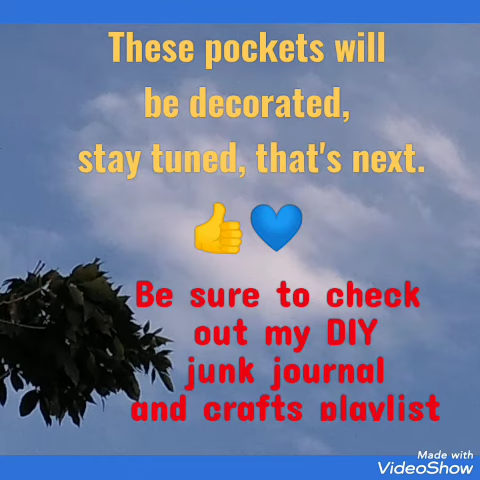 These pockets will
be decorated,
stay tuned, that's next.
👍💙
Be sure to check
out my DIY
junk journal
and crafts playlist
Made with
VideoShow